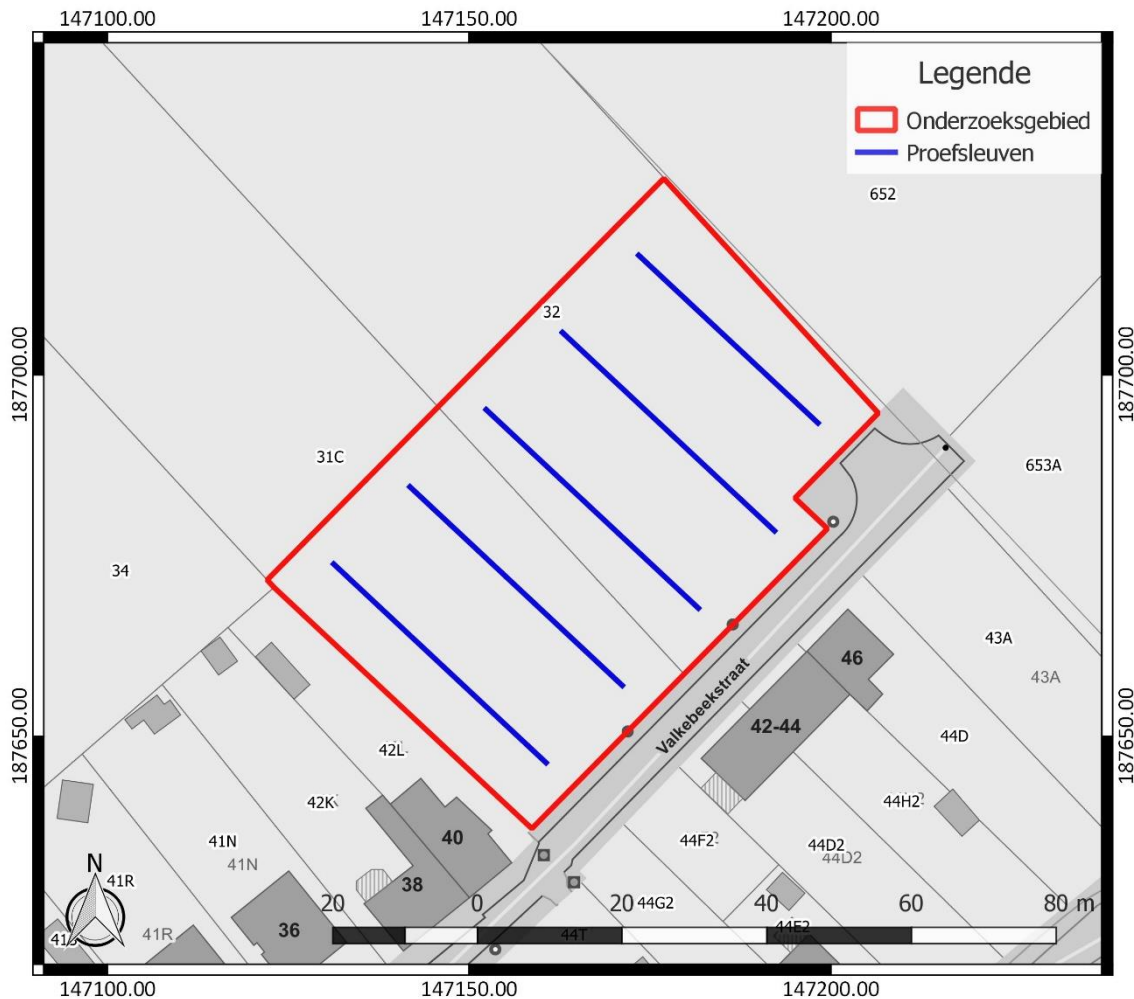 147100.00 147150.00 147200.00
Legende
Onderzoeksgebied
Proefsleuven
652
32
187700.00 187700.00
31C
653A
34
43A
46
43A
Valkebeekstraat
42-44
187650.00 187650.00
44D
42L
42K
44H2
41N
40
44F2
44D2
41N
44D2
N
41R
38
20 0 20 40 60 80 m
44G2
36
41R
44T
44E2
147100.00 147150.00 147200.00